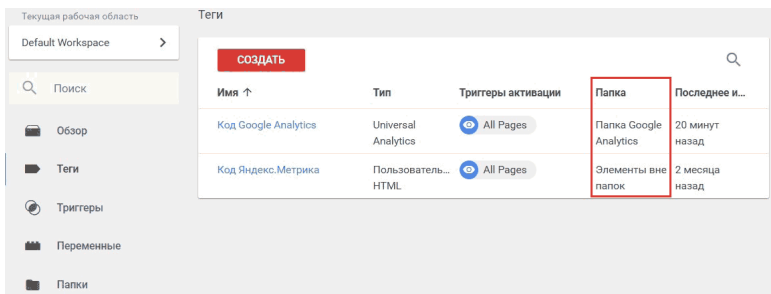 Текущая рабочая область
Default Workspace
Поиск
Обзор
Теги
Триггеры
Переменные
Папки
Теги
СОЗДАТЬ
Имя ↑ Тип Триггеры активации Папка Последнее и...
Код Google Analytics Universal All Pages Папка Google 20 минут
Analytics Analytics назад
Код Яндекс.Метрика Пользователь... All Pages Элементы вне 2 месяца
HTML папок назад